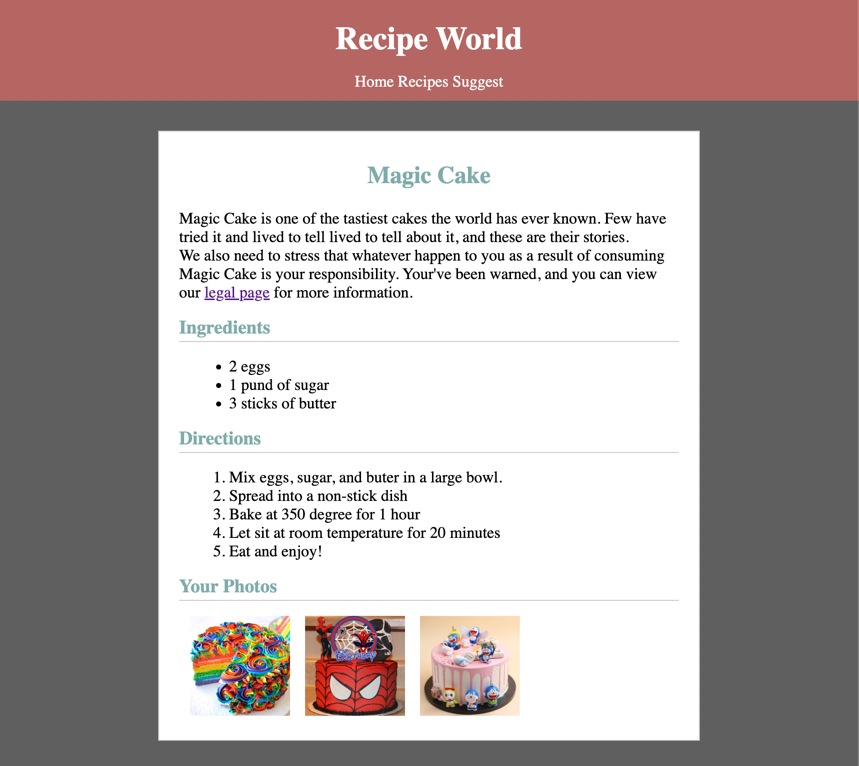 Recipe World
Home Recipes Suggest
Magic Cake
Magic Cake is one of the tastiest cakes the world has ever known. Few have
tried it and lived to tell lived to tell about it, and these are their stories.
We also need to stress that whatever happen to you as a result of consuming
Magic Cake is your responsibility. Your've been warned, and you can view
our legal page for more information.
Ingredients
• 2 eggs
• 1 pund of sugar
• 3 sticks of butter
Directions
1. Mix eggs, sugar, and buter in a large bowl.
2. Spread into a non-stick dish
3. Bake at 350 degree for 1 hour
4. Let sit at room temperature for 20 minutes
5. Eat and enjoy!
Your Photos